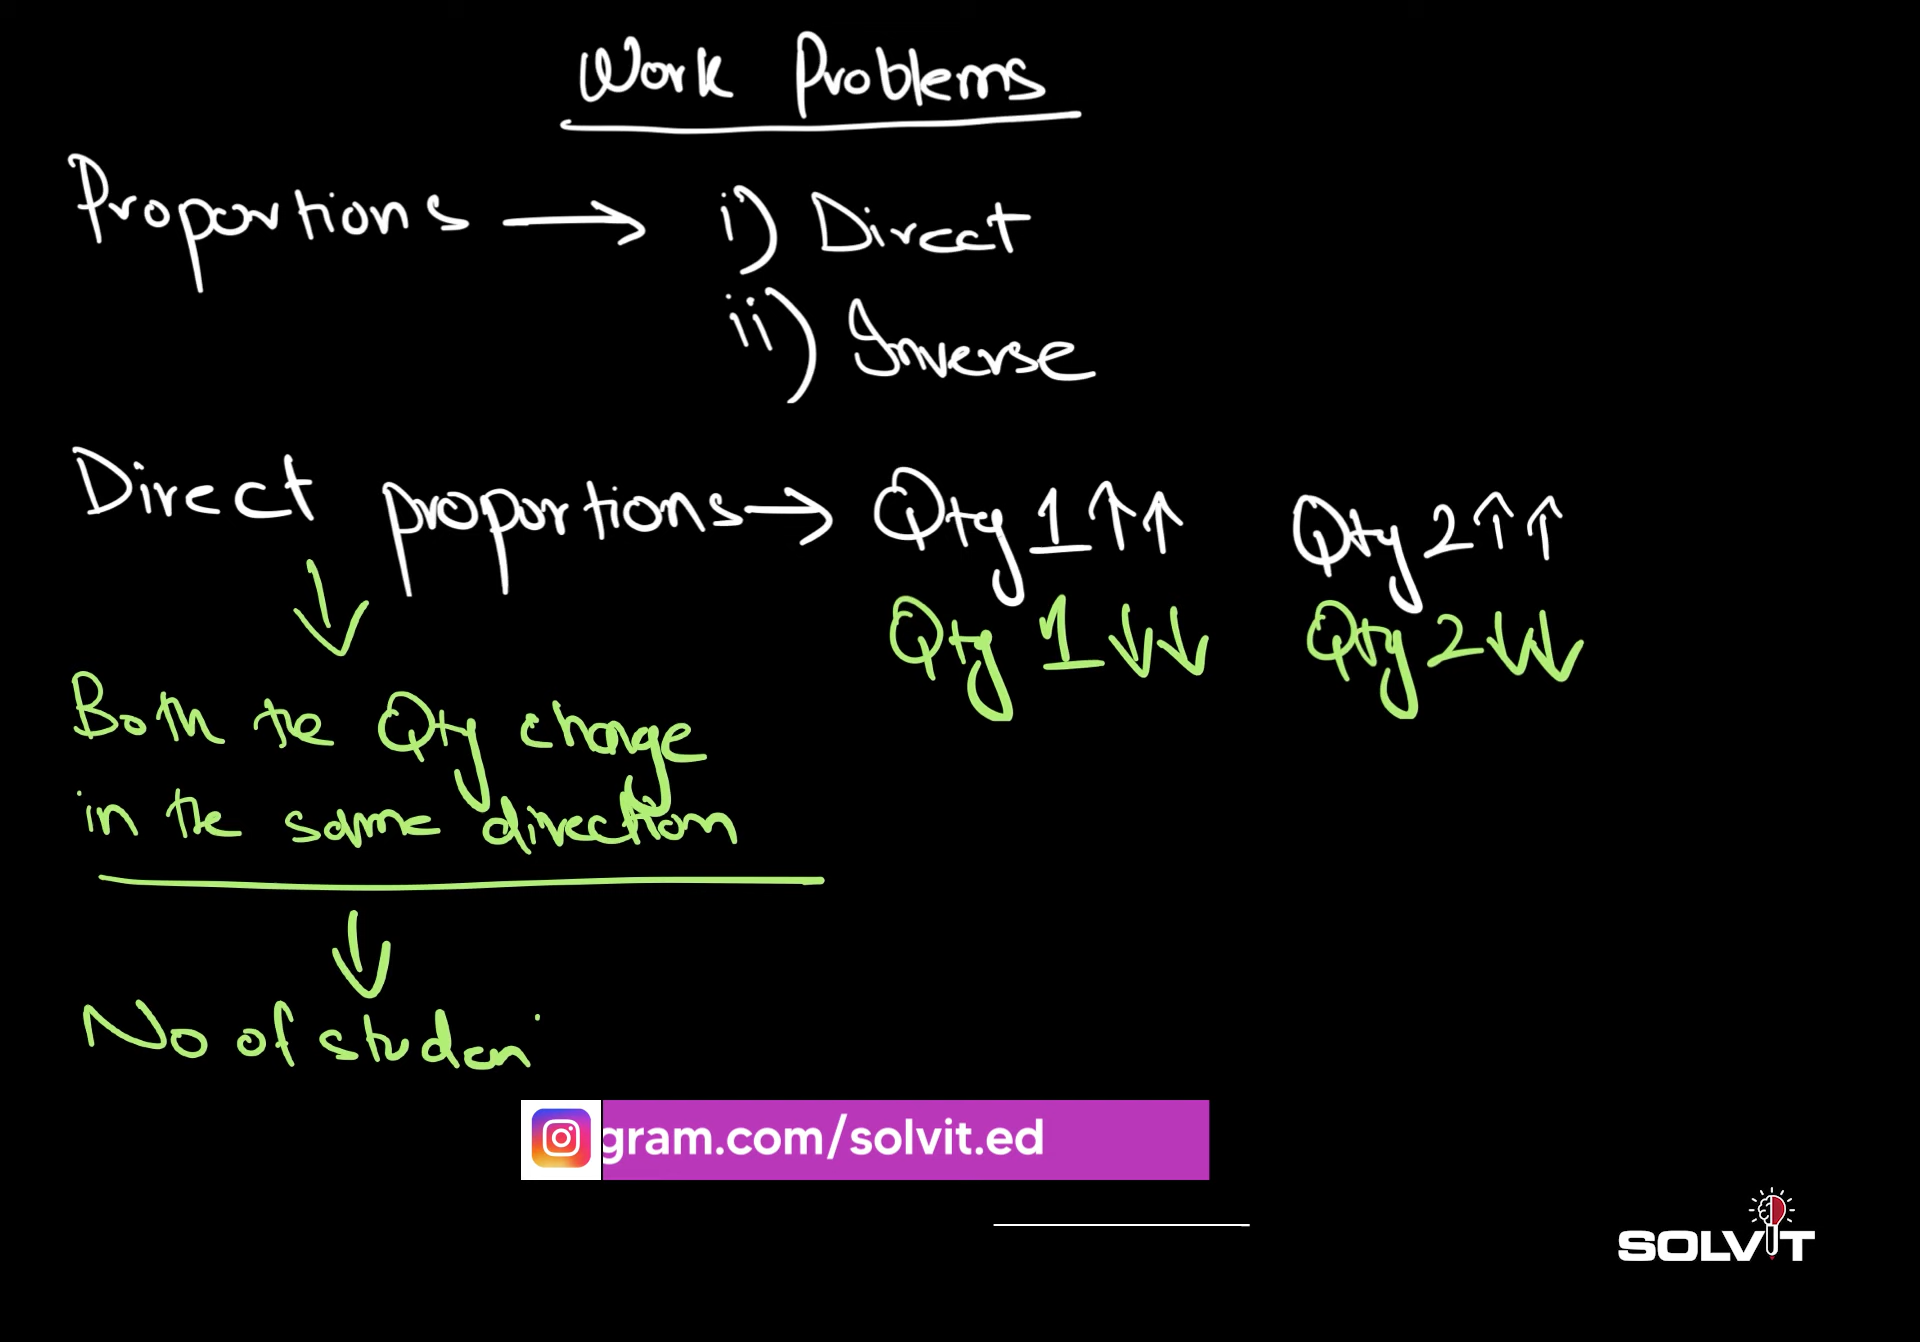 Work Problems
Proportions → i) Direct
ii) Inverse
Direct proportions → Qty 1↑↑ Qty 2↑↑
Qty 1↓↓ Qty 2↓↓
↓
Both the Qty change
in the same direction
↓
No of studen
gram.com/solvit.ed
SOLVIT